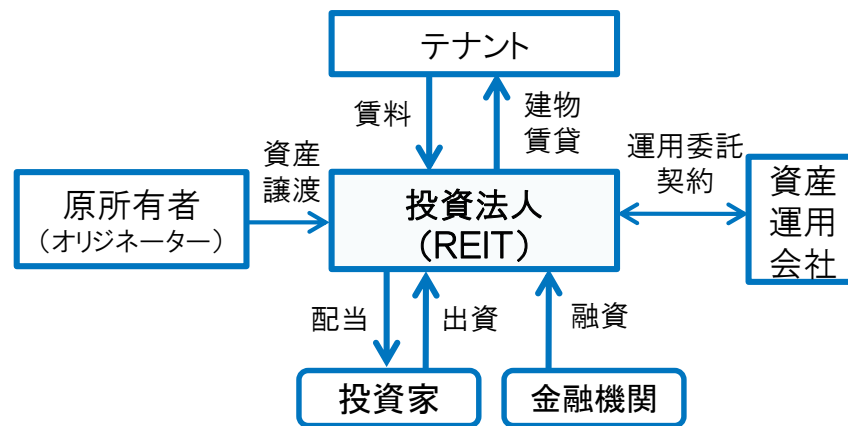 テナント
賃料
建物
賃貸
資産
譲渡
運用委託
契約
原所有者
（オリジネーター）
投資法人
（REIT）
資産
運用
会社
配当
出資
融資
投資家
金融機関